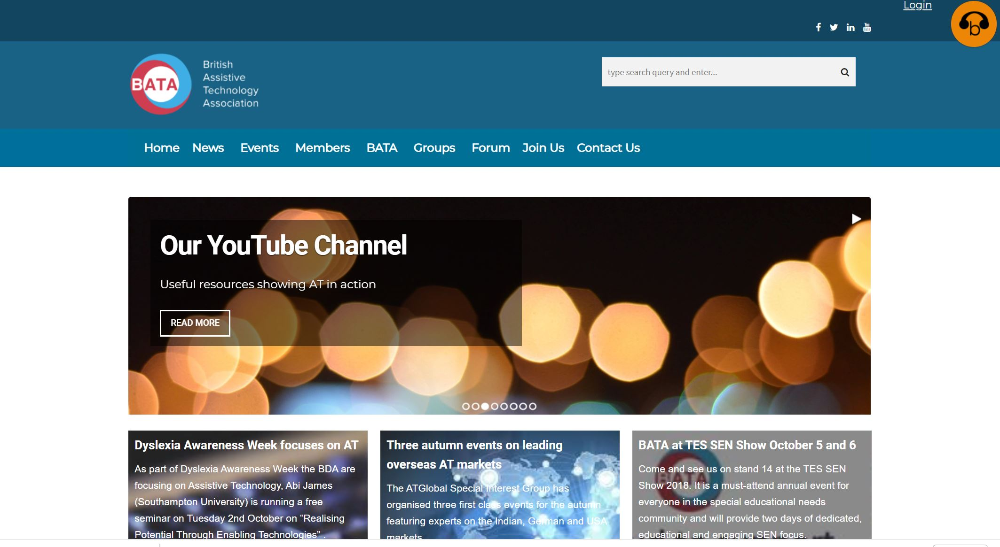 Login
b
BATA
British
Assistive
Technology
Association
type search query and enter...
Home News Events Members BATA Groups Forum Join Us Contact Us
Our YouTube Channel
Useful resources showing AT in action
READ MORE
Dyslexia Awareness Week focuses on AT
As part of Dyslexia Awareness Week the BDA are
focusing on Assistive Technology, Abi James
(Southampton University) is running a free
seminar on Tuesday 2nd October on “Realising
Potential Through Enabling Technologies” .
Three autumn events on leading
overseas AT markets
The ATGlobal Special Interest Group has
organised three first class events for the autumn
featuring experts on the Indian, German and USA
markets
BATA at TES SEN Show October 5 and 6
Come and see us on stand 14 at the TES SEN
Show 2018. It is a must-attend annual event for
everyone in the special educational needs
community and will provide two days of dedicated,
educational and engaging SEN focus.